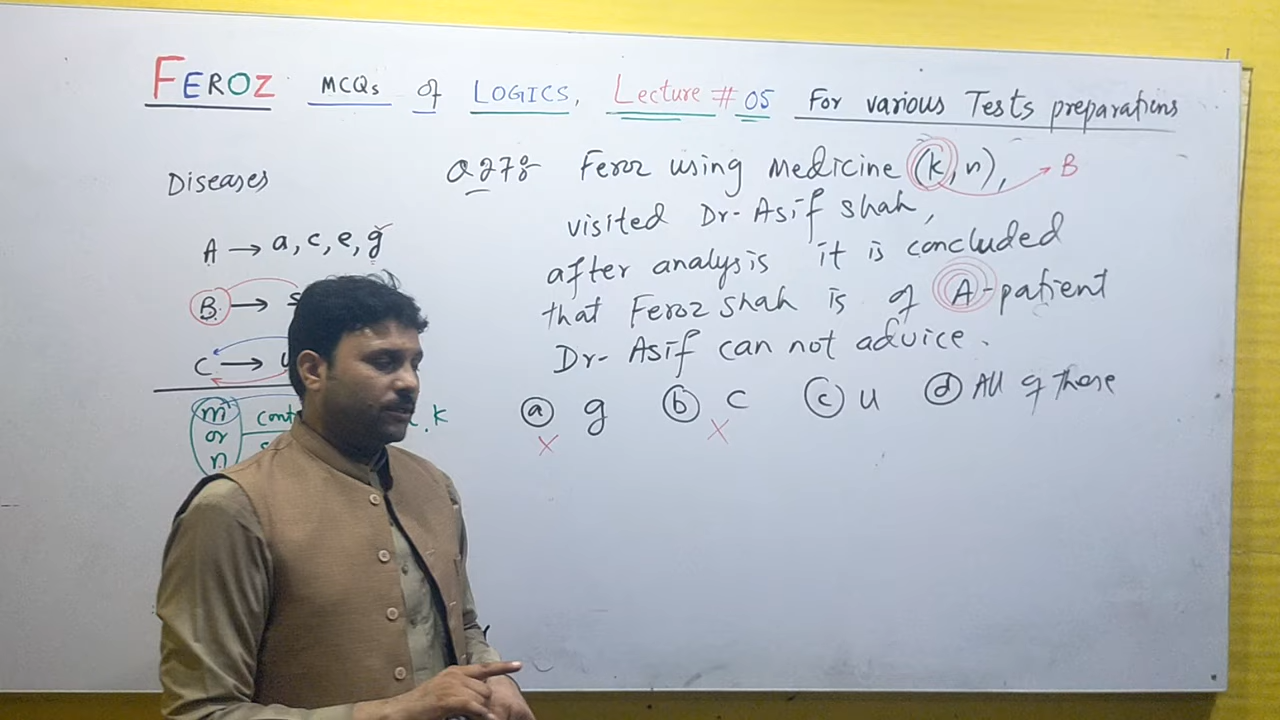 FEROZ MCQs of LOGICS, Lecture # 05 For various Tests preparations
Diseases
A → a, c, e, g
B →
C →
m
or
n
k
Q27: Feroz using medicine (k, n), → B
visited Dr-Asif shah,
after analysis it is concluded
that Feroz shah is of A-patient
Dr-Asif can not advice.
(a) g (b) c (c) u (d) All of these
X X